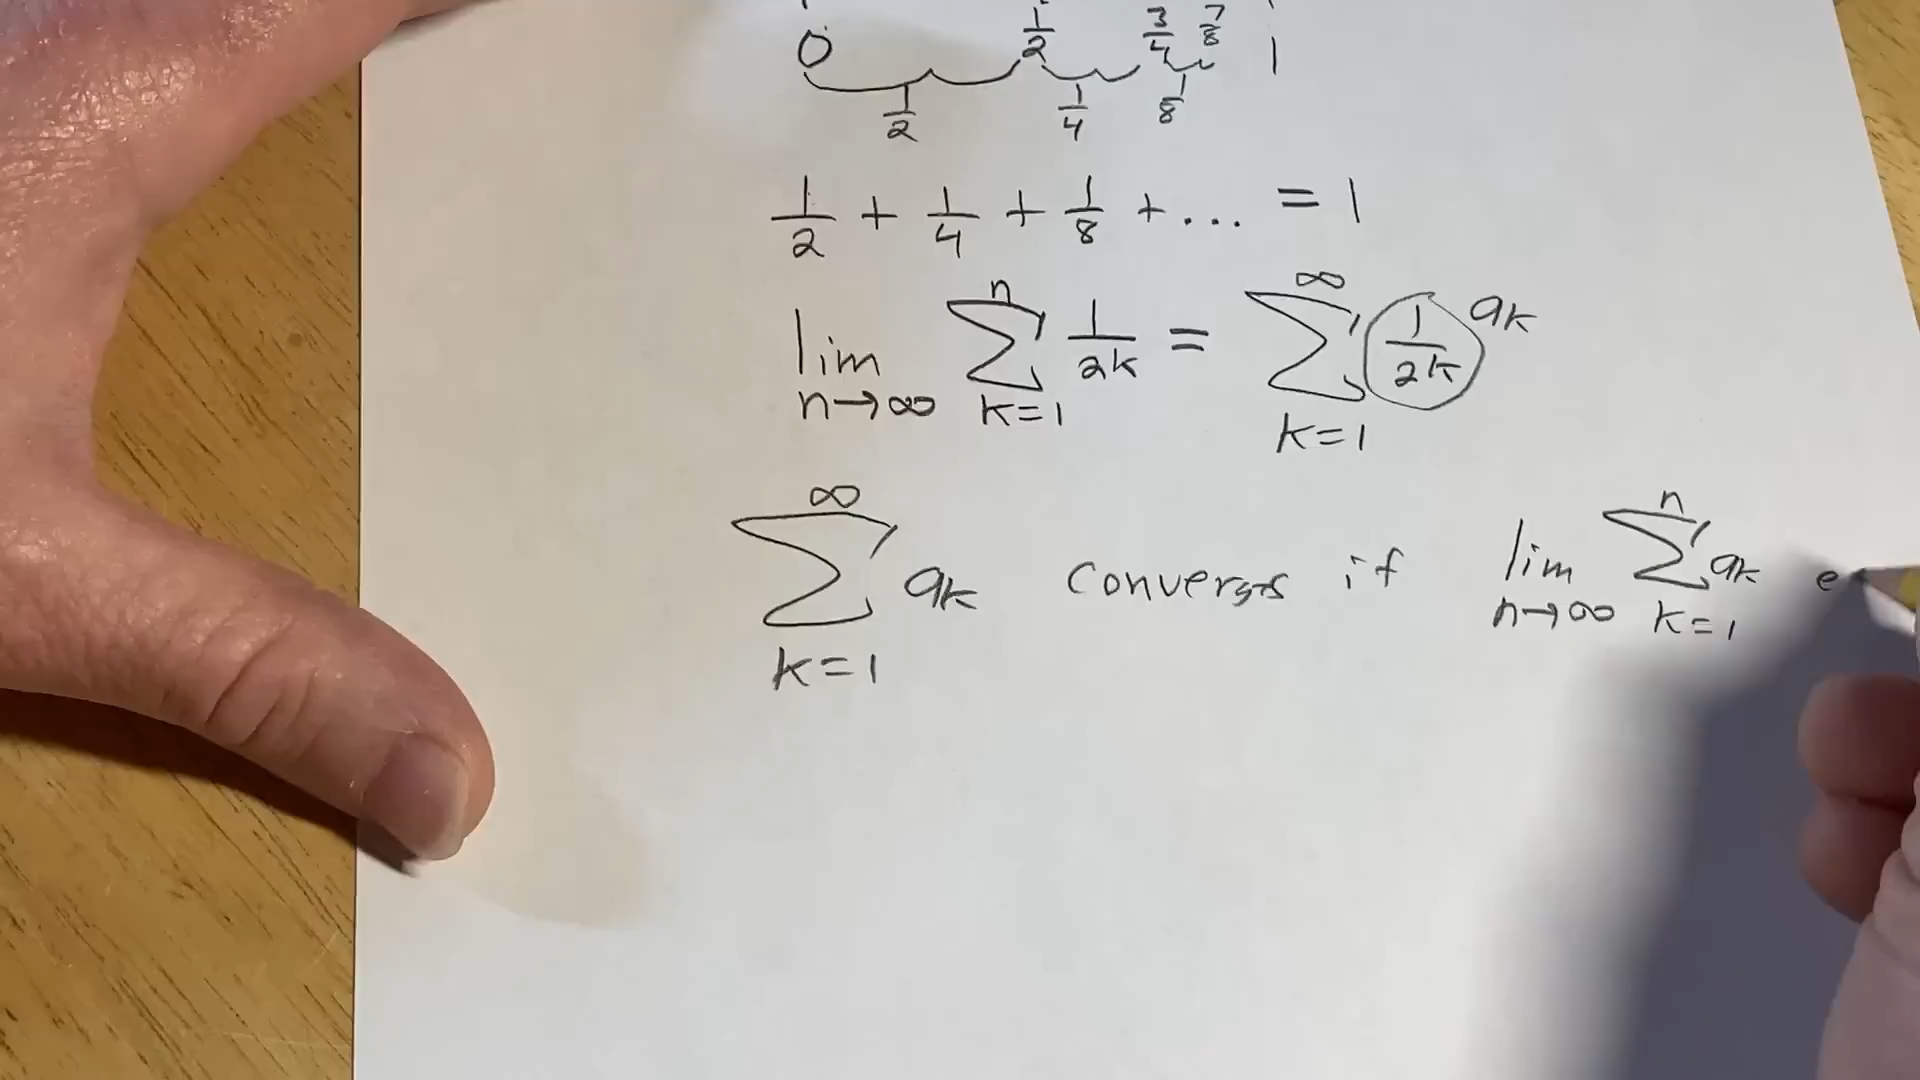 0 1/2 3/4 7/8 1
1/2 1/4 1/8
1/2 + 1/4 + 1/8 + ... = 1
lim n→∞ ∑ n k=1 1/2k = ∑ ∞ k=1 1/2k ak
∑ ∞ k=1 ak converges if lim n→∞ ∑ n k=1 ak e